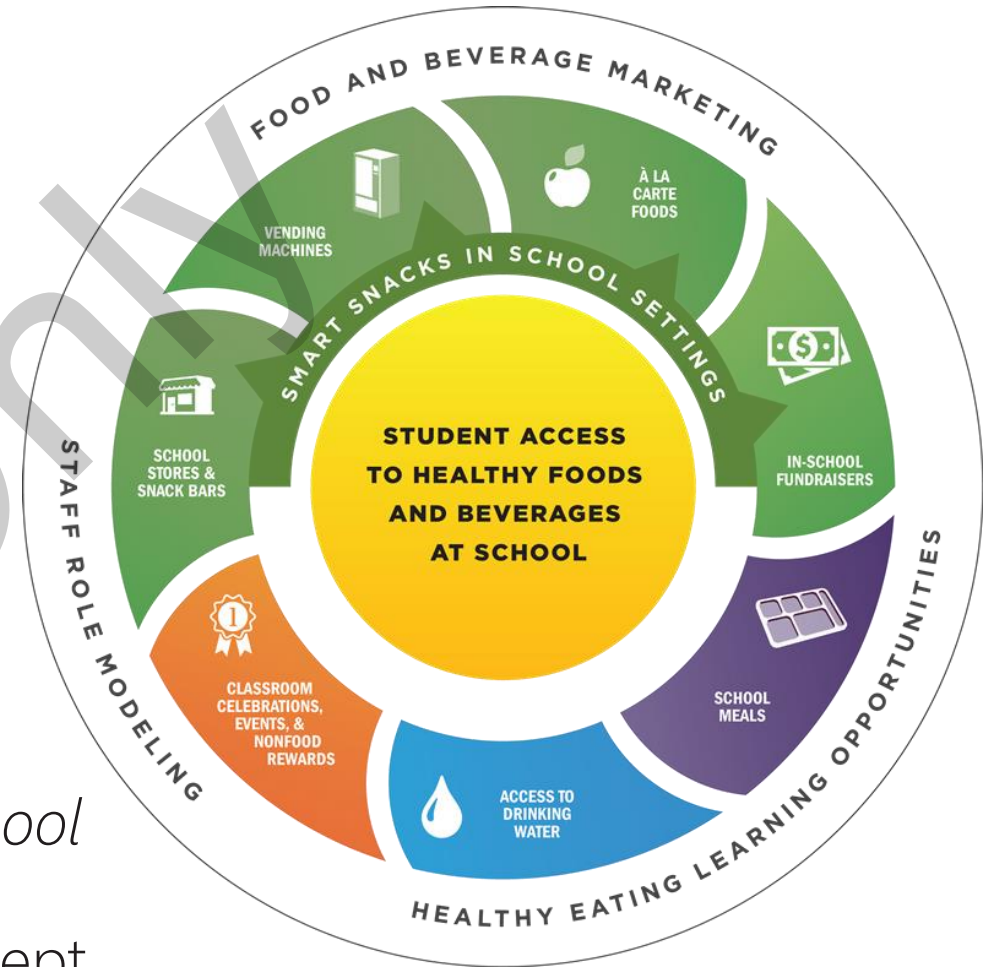 FOOD AND BEVERAGE MARKETING
VENDING
MACHINES
À LA
CARTE
FOODS
SMART SNACKS IN SCHOOL SETTINGS
$
SCHOOL
STORES &
SNACK BARS
IN-SCHOOL
FUNDRAISERS
STUDENT ACCESS
TO HEALTHY FOODS
AND BEVERAGES
AT SCHOOL
STAFF ROLE MODELING
1
CLASSROOM
CELEBRATIONS,
EVENTS, &
NONFOOD
REWARDS
SCHOOL
MEALS
ACCESS TO
DRINKING
WATER
HEALTHY EATING LEARNING OPPORTUNITIES
ool
only